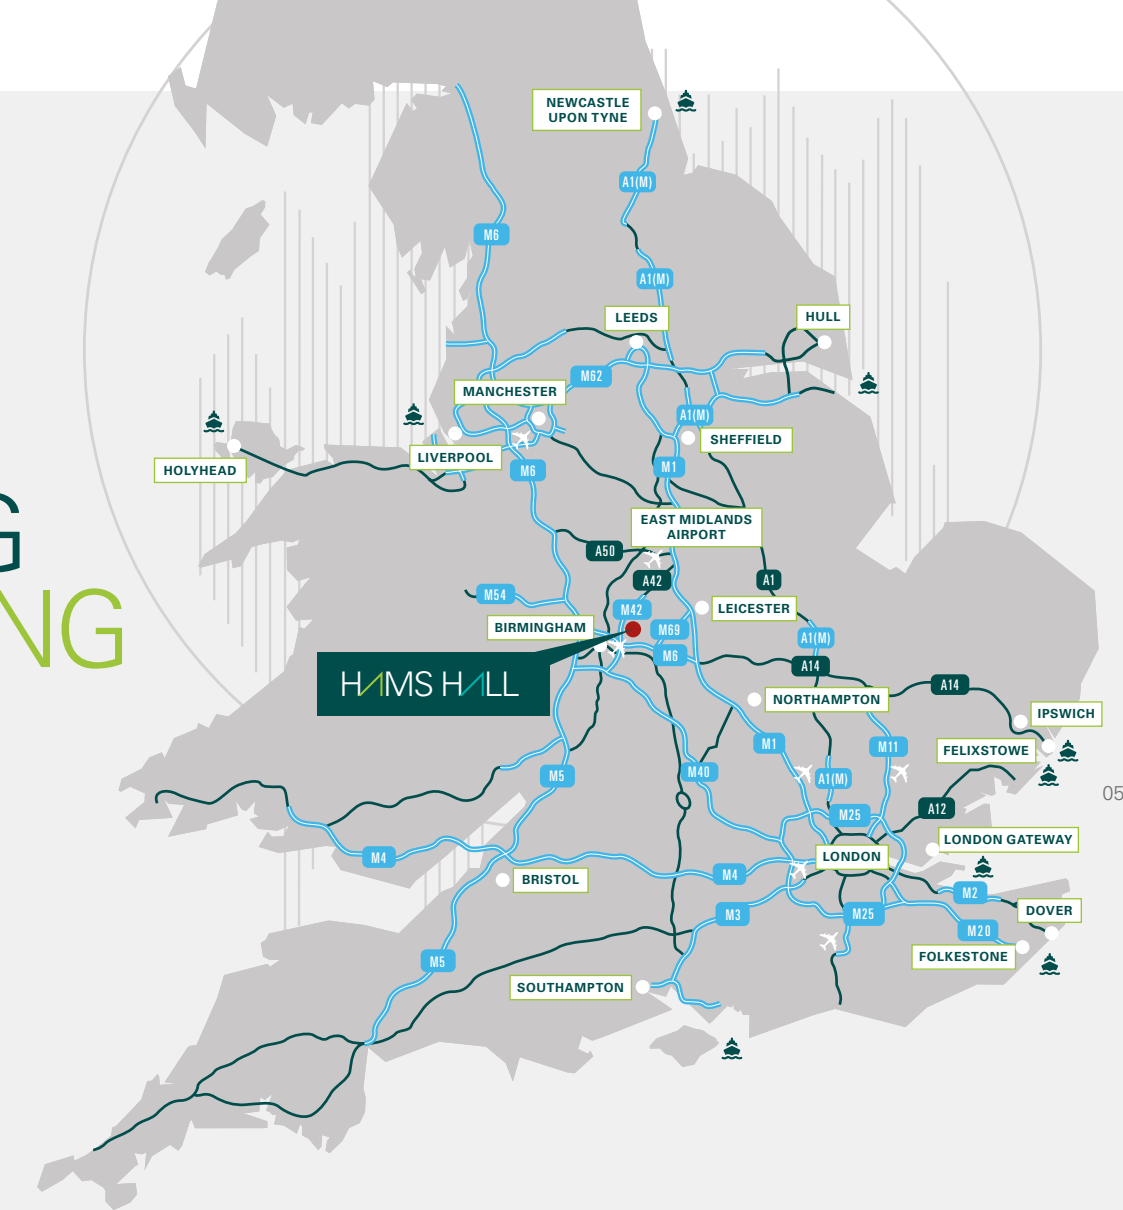 NEWCASTLE
UPON TYNE
A1(M)
M6
A1(M)
LEEDS
HULL
M62
MANCHESTER
A1(M)
SHEFFIELD
HOLYHEAD
LIVERPOOL
M6
M1
G
EAST MIDLANDS
AIRPORT
A50
A42
A1
M54
M42
LEICESTER
BIRMINGHAM
M69
A1(M)
NG
M6
A14
HAMS HALL
A14
NORTHAMPTON
IPSWICH
M1
M11
FELIXSTOWE
M5
M40
A1(M)
05
A12
M25
LONDON GATEWAY
M4
LONDON
M4
BRISTOL
M2
M3
M25
DOVER
M20
M5
FOLKESTONE
SOUTHAMPTON